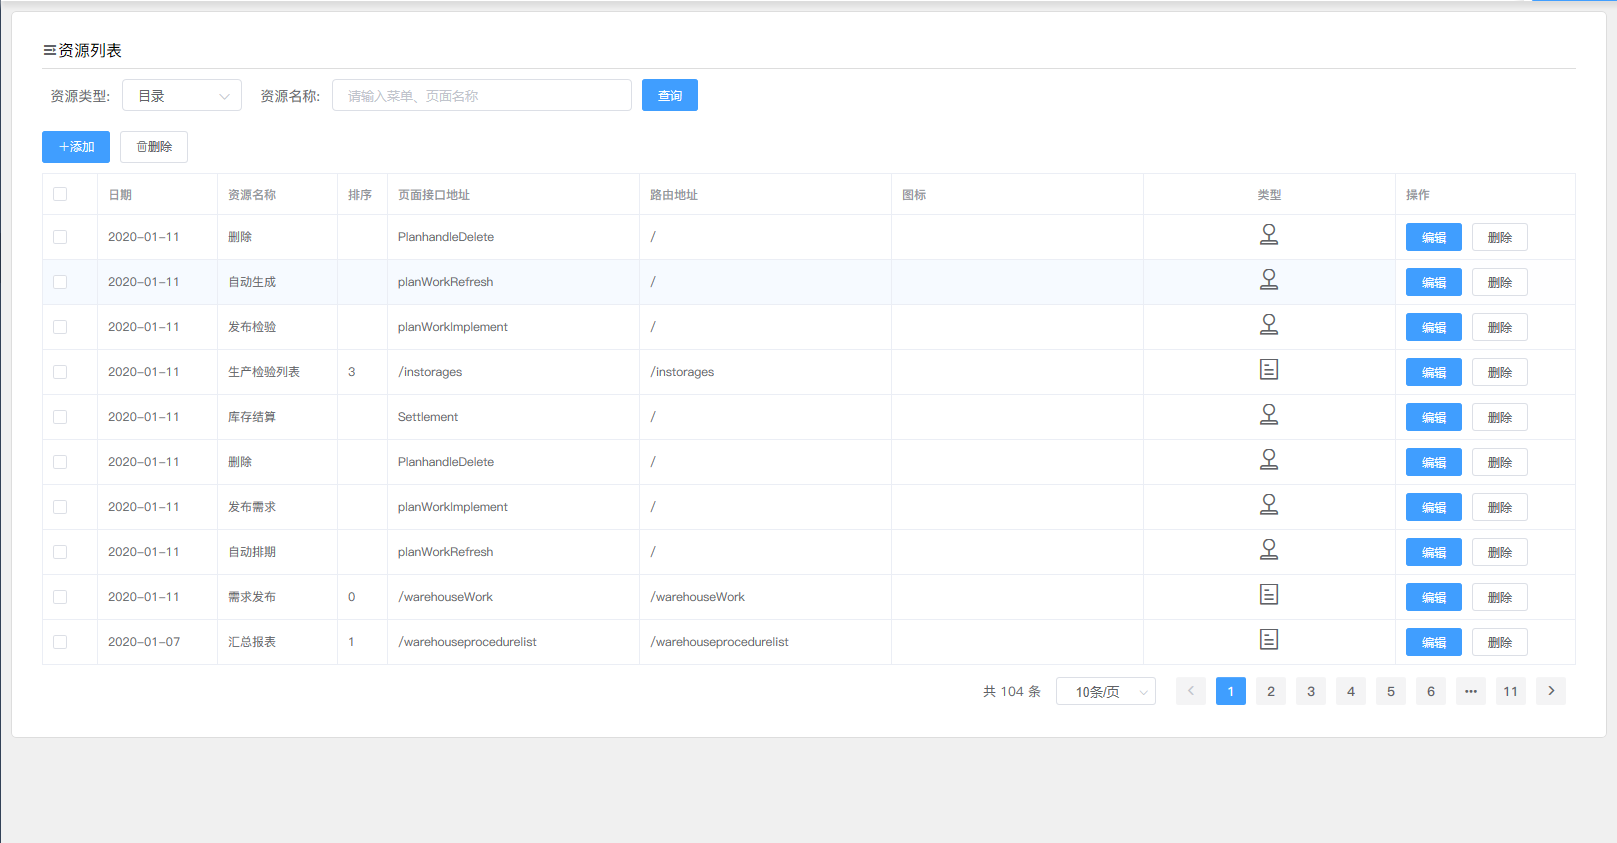 资源列表
资源类型: 目录 资源名称: 请输入菜单、页面名称 查询
+添加 删除
日期 资源名称 排序 页面接口地址 路由地址 图标 类型 操作
2020-01-11 删除 PlanhandleDelete / 编辑 删除
2020-01-11 自动生成 planWorkRefresh / 编辑 删除
2020-01-11 发布检验 planWorkImplement / 编辑 删除
2020-01-11 生产检验列表 3 /instorages /instorages 编辑 删除
2020-01-11 库存结算 Settlement / 编辑 删除
2020-01-11 删除 PlanhandleDelete / 编辑 删除
2020-01-11 发布需求 planWorkImplement / 编辑 删除
2020-01-11 自动排期 planWorkRefresh / 编辑 删除
2020-01-11 需求发布 0 /warehouseWork /warehouseWork 编辑 删除
2020-01-07 汇总报表 1 /warehouseprocedurelist /warehouseprocedurelist 编辑 删除
共 104 条 10条/页 < 1 2 3 4 5 6 ••• 11 >